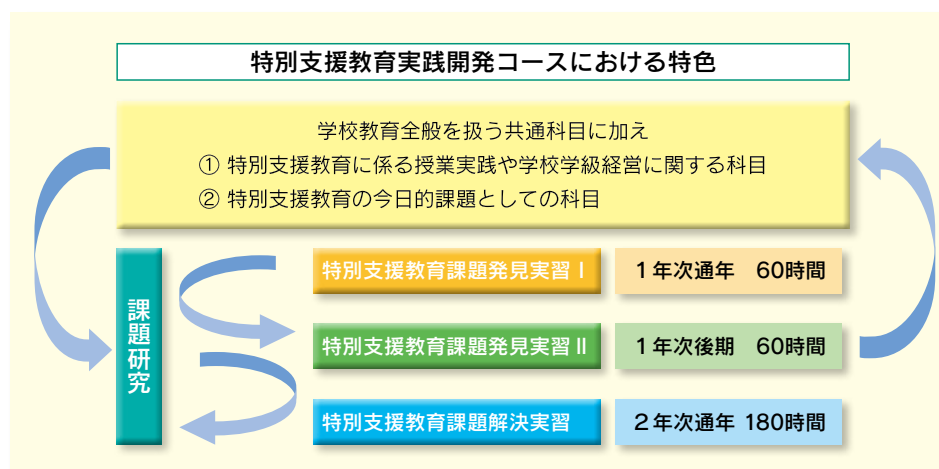 特別支援教育実践開発コースにおける特色
学校教育全般を扱う共通科目に加え
① 特別支援教育に係る授業実践や学校学級経営に関する科目
② 特別支援教育の今日的課題としての科目
課題研究
特別支援教育課題発見実習Ⅰ
1年次通年　60時間
特別支援教育課題発見実習Ⅱ
1年次後期　60時間
特別支援教育課題解決実習
2年次通年 180時間